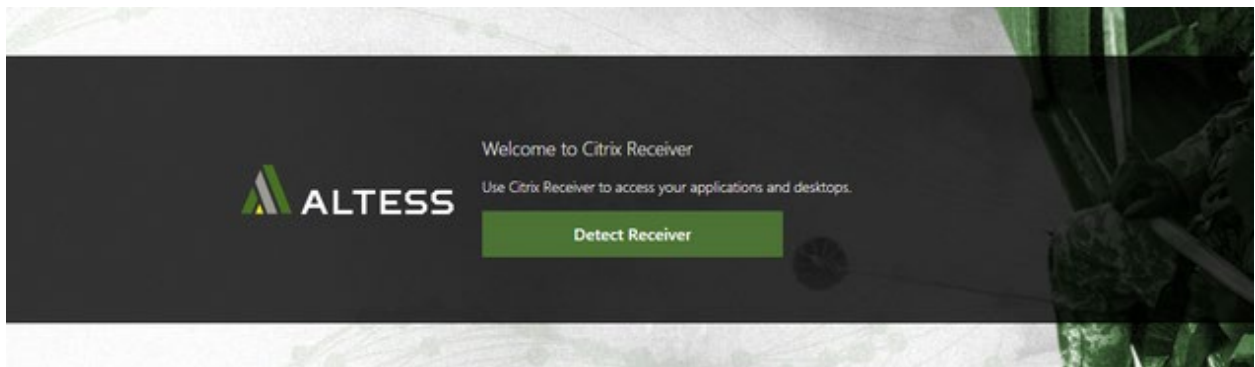 Welcome to Citrix Receiver
ALTESS
Use Citrix Receiver to access your applications and desktops.
Detect Receiver